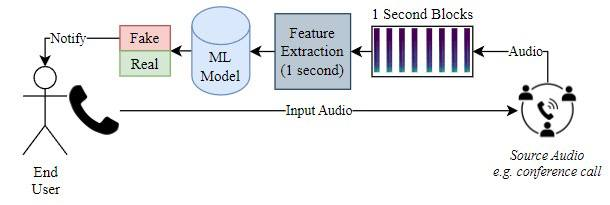 1 Second Blocks
Notify
Fake
Real
ML
Model
Feature
Extraction
(1 second)
Audio
Input Audio
End
User
Source Audio
e.g. conference call